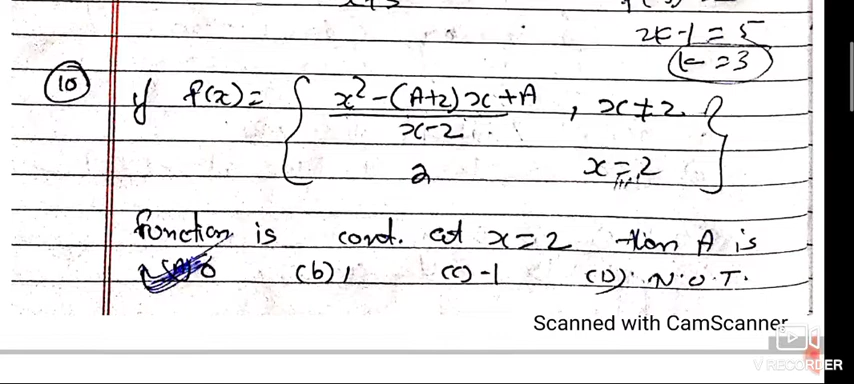 2k-1=5
k=3
(10) if f(x)= { x²-(A+2)x+A / x-2 , x≠2
2 x=2 }
function is cont. at x=2 then A is
0 (b) 1 (c) -1 (D) N.O.T.
Scanned with CamScanner
V RECORDER